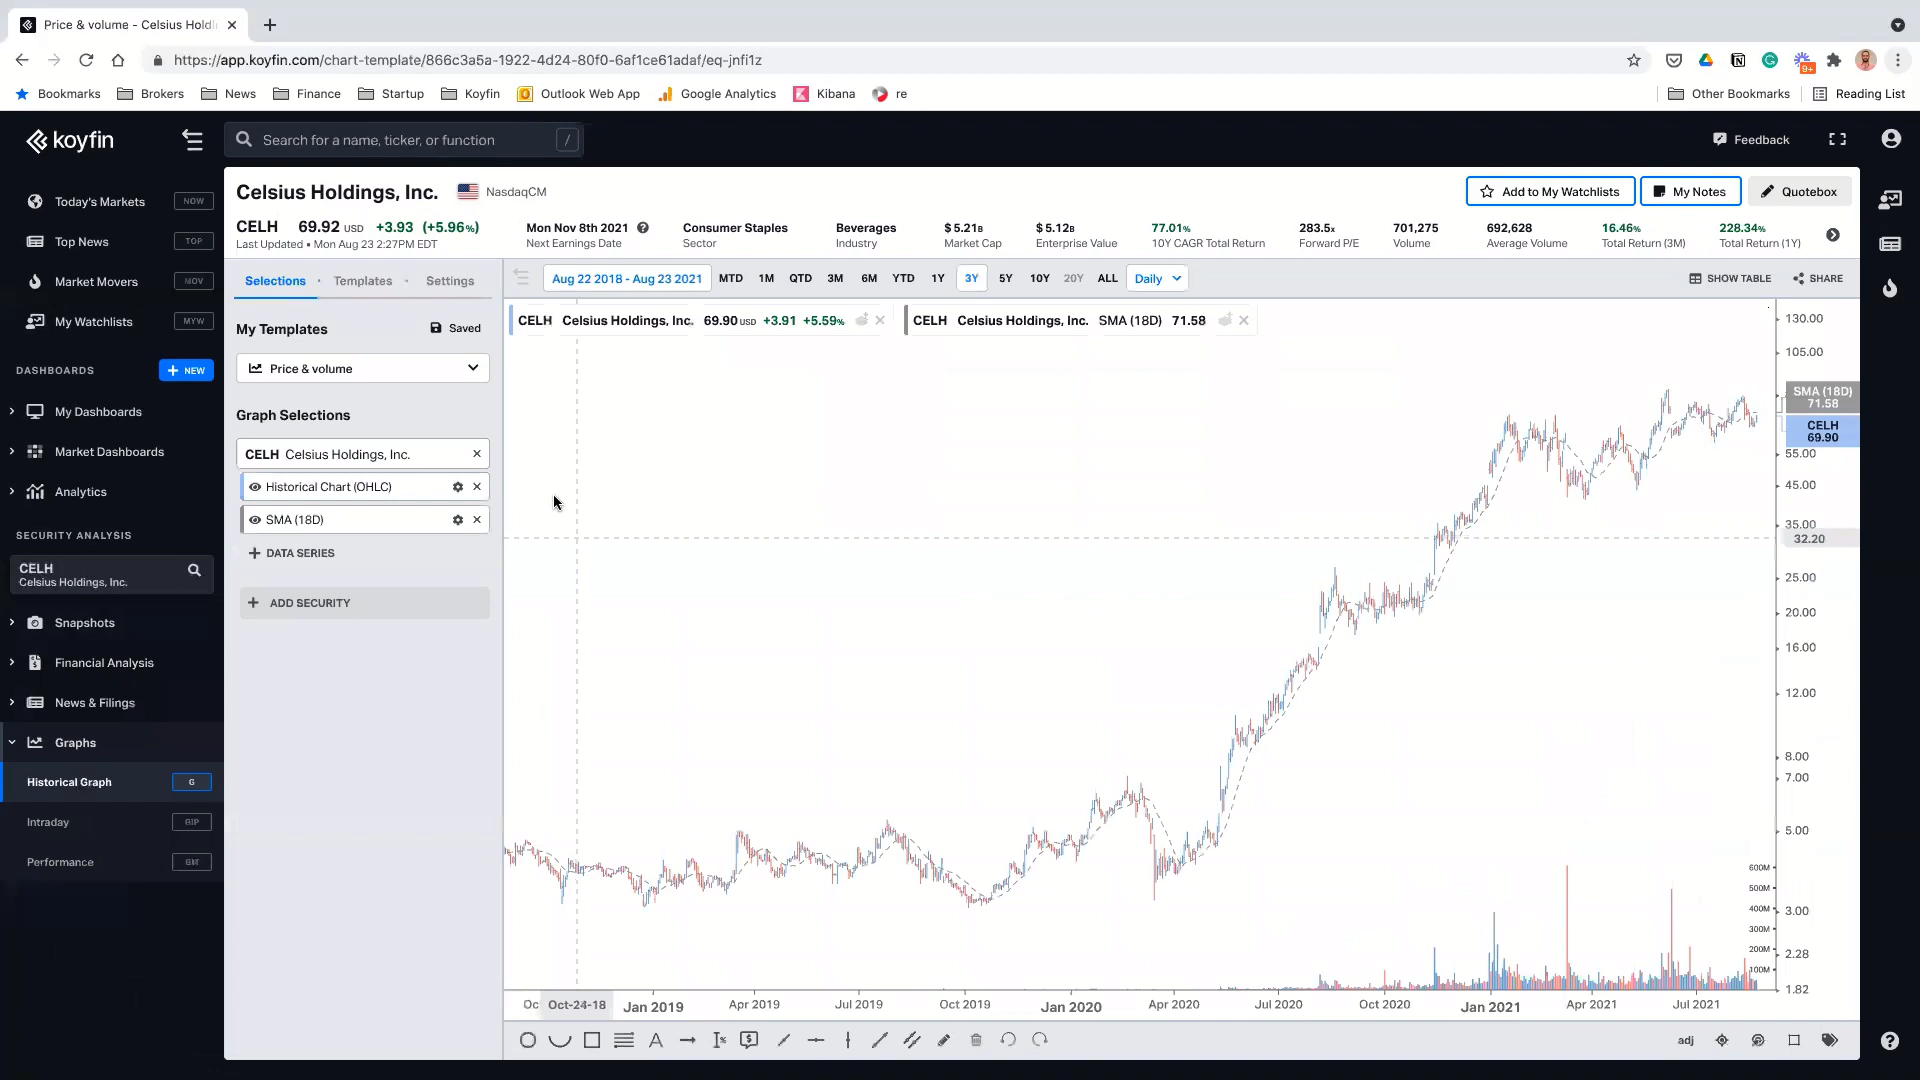 Price & volume - Celsius Holdi
https://app.koyfin.com/chart-template/866c3a5a-1922-4d24-80f0-6af1ce61adaf/eq-jnfi1z
9+
Bookmarks Brokers News Finance Startup Koyfin Outlook Web App Google Analytics Kibana re Other Bookmarks Reading List
koyfin
Search for a name, ticker, or function /
Feedback
Today's Markets NOW
Top News TOP
Market Movers MOV
My Watchlists MYW
DASHBOARDS + NEW
My Dashboards
Market Dashboards
Analytics
SECURITY ANALYSIS
CELH
Celsius Holdings, Inc.
Snapshots
Financial Analysis
News & Filings
Graphs
Historical Graph G
Intraday GIP
Performance
Celsius Holdings, Inc. NasdaqCM
Add to My Watchlists My Notes Quotebox
CELH 69.92 USD +3.93 (+5.96%)
Last Updated • Mon Aug 23 2:27PM EDT
Mon Nov 8th 2021
Next Earnings Date
Consumer Staples
Sector
Beverages
Industry
$ 5.21B
Market Cap
$ 5.12B
Enterprise Value
77.01%
10Y CAGR Total Return
283.5x
Forward P/E
701,275
Volume
692,628
Average Volume
16.46%
Total Return (3M)
228.34%
Total Return (1Y)
Selections • Templates • Settings
My Templates Saved
Price & volume
Graph Selections
CELH Celsius Holdings, Inc.
Historical Chart (OHLC)
SMA (18D)
+ DATA SERIES
+ ADD SECURITY
Aug 22 2018 - Aug 23 2021 MTD 1M QTD 3M 6M YTD 1Y 3Y 5Y 10Y 20Y ALL Daily SHOW TABLE SHARE
CELH Celsius Holdings, Inc. 69.90 USD +3.91 +5.59%
CELH Celsius Holdings, Inc. SMA (18D) 71.58
130.00
105.00
SMA (18D)
71.58
CELH
69.90
55.00
45.00
35.00
32.20
25.00
20.00
16.00
12.00
8.00
7.00
5.00
600M
500M
400M
3.00
300M
200M
2.28
100M
1.82
Oc Oct-24-18 Jan 2019 Apr 2019 Jul 2019 Oct 2019 Jan 2020 Apr 2020 Jul 2020 Oct 2020 Jan 2021 Apr 2021 Jul 2021
adj